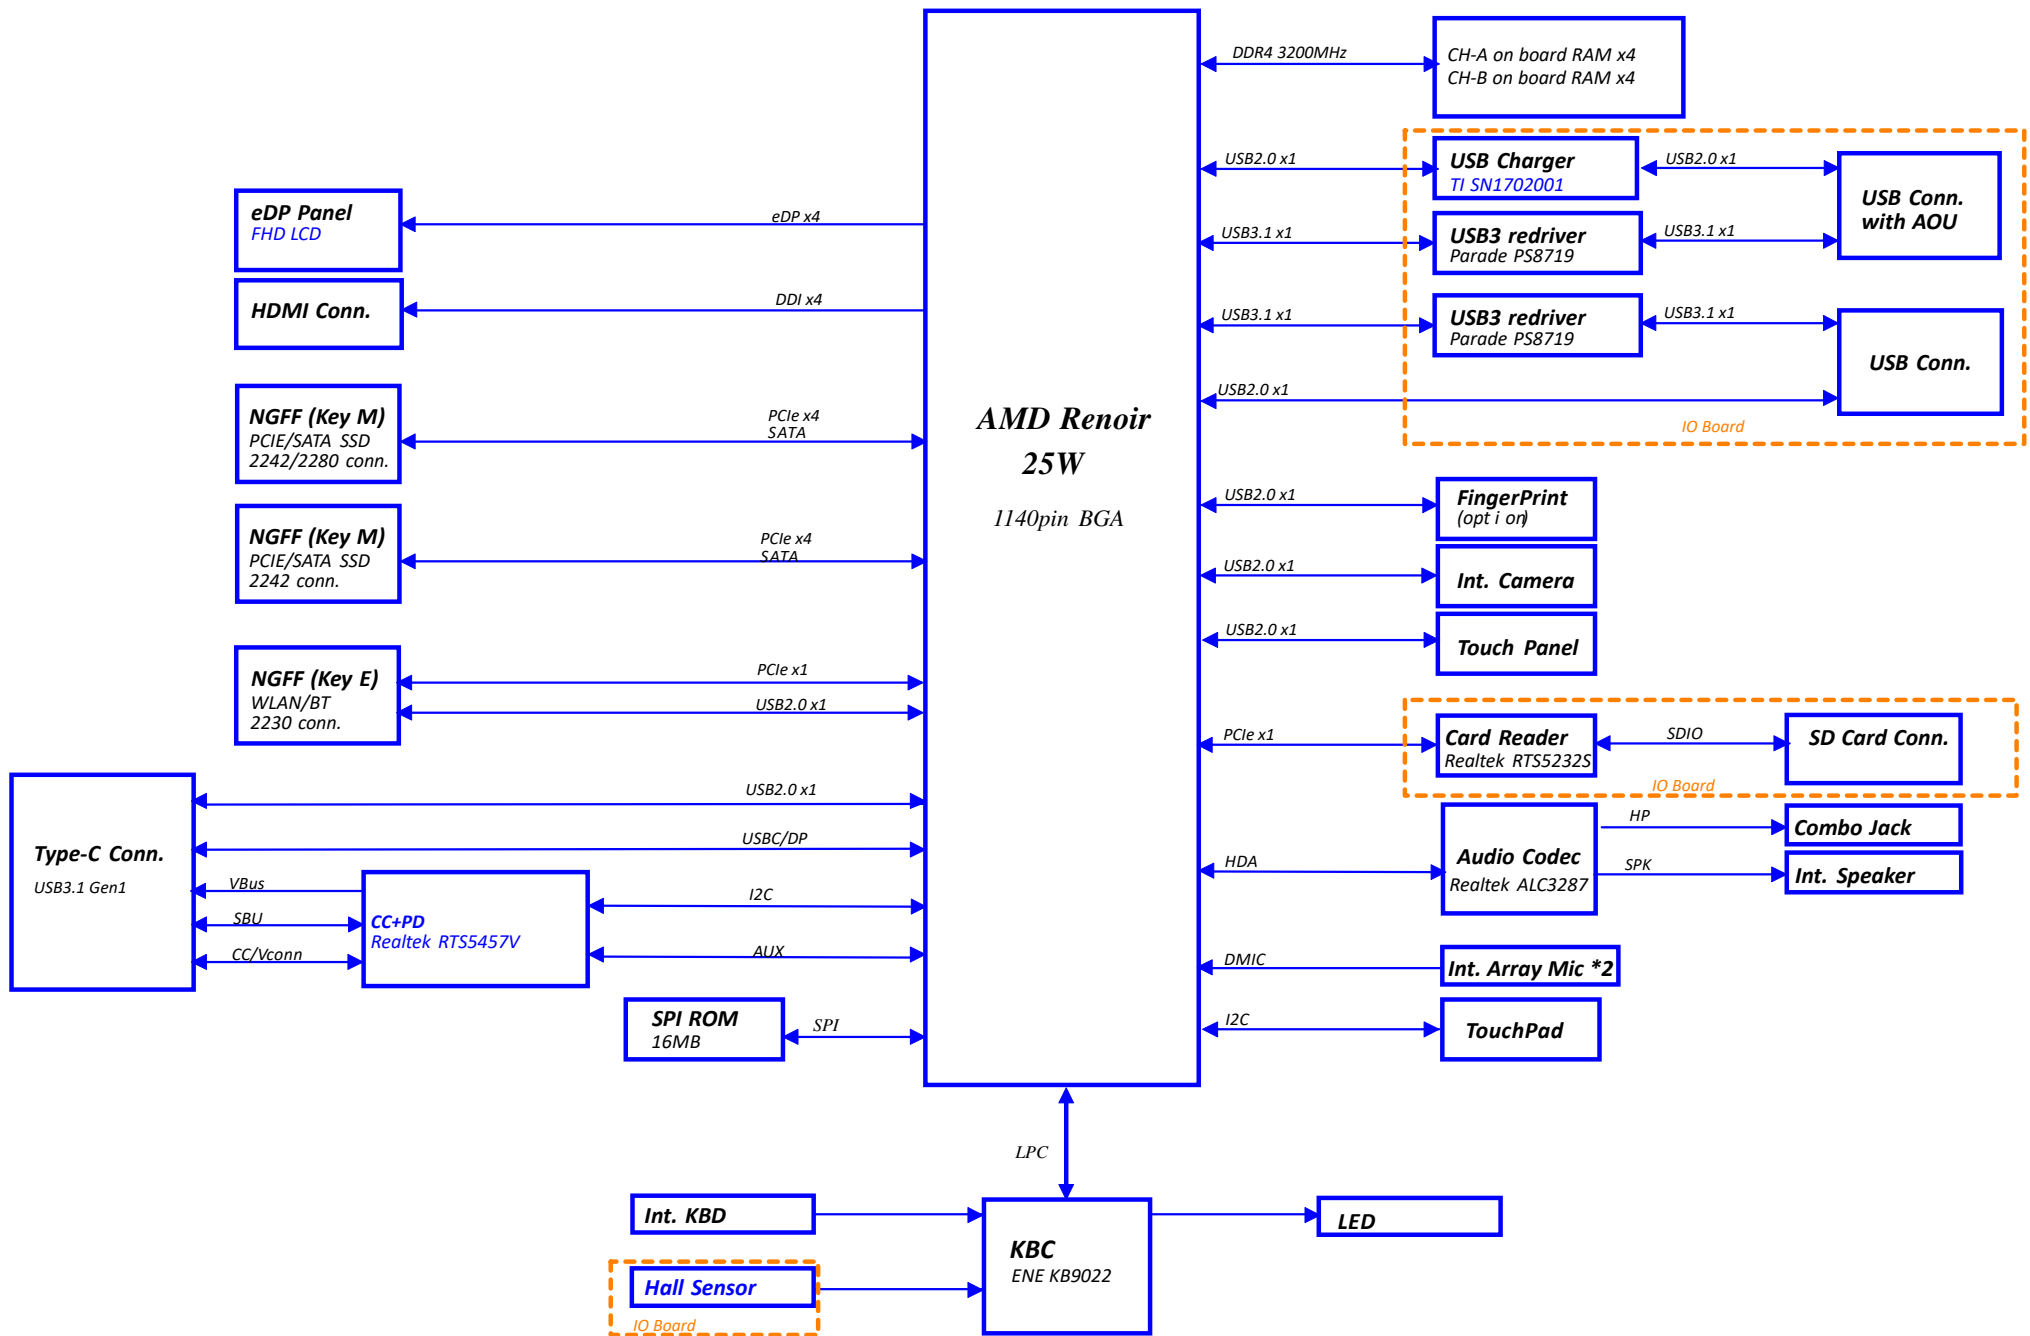 DDR4 3200MHz
CH-A on board RAM x4
CH-B on board RAM x4
USB2.0 x1
USB Charger
TI SN1702001
USB2.0 x1
USB Conn.
with AOU
USB3.1 x1
USB3 redriver
Parade PS8719
USB3.1 x1
USB3.1 x1
USB3 redriver
Parade PS8719
USB3.1 x1
USB Conn.
USB2.0 x1
IO Board
eDP Panel
FHD LCD
eDP x4
HDMI Conn.
DDI x4
NGFF (Key M)
PCIE/SATA SSD
2242/2280 conn.
PCIe x4
SATA
NGFF (Key M)
PCIE/SATA SSD
2242 conn.
PCIe x4
SATA
NGFF (Key E)
WLAN/BT
2230 conn.
PCIe x1
USB2.0 x1
AMD Renoir
25W
1140pin BGA
USB2.0 x1
FingerPrint
(opt i on)
USB2.0 x1
Int. Camera
USB2.0 x1
Touch Panel
PCIe x1
Card Reader
Realtek RTS5232S
SDIO
SD Card Conn.
IO Board
Type-C Conn.
USB3.1 Gen1
USB2.0 x1
USBC/DP
VBus
SBU
CC/Vconn
CC+PD
Realtek RTS5457V
I2C
AUX
SPI ROM
16MB
SPI
HDA
Audio Codec
Realtek ALC3287
HP
Combo Jack
SPK
Int. Speaker
DMIC
Int. Array Mic *2
I2C
TouchPad
LPC
Int. KBD
KBC
ENE KB9022
LED
Hall Sensor
IO Board